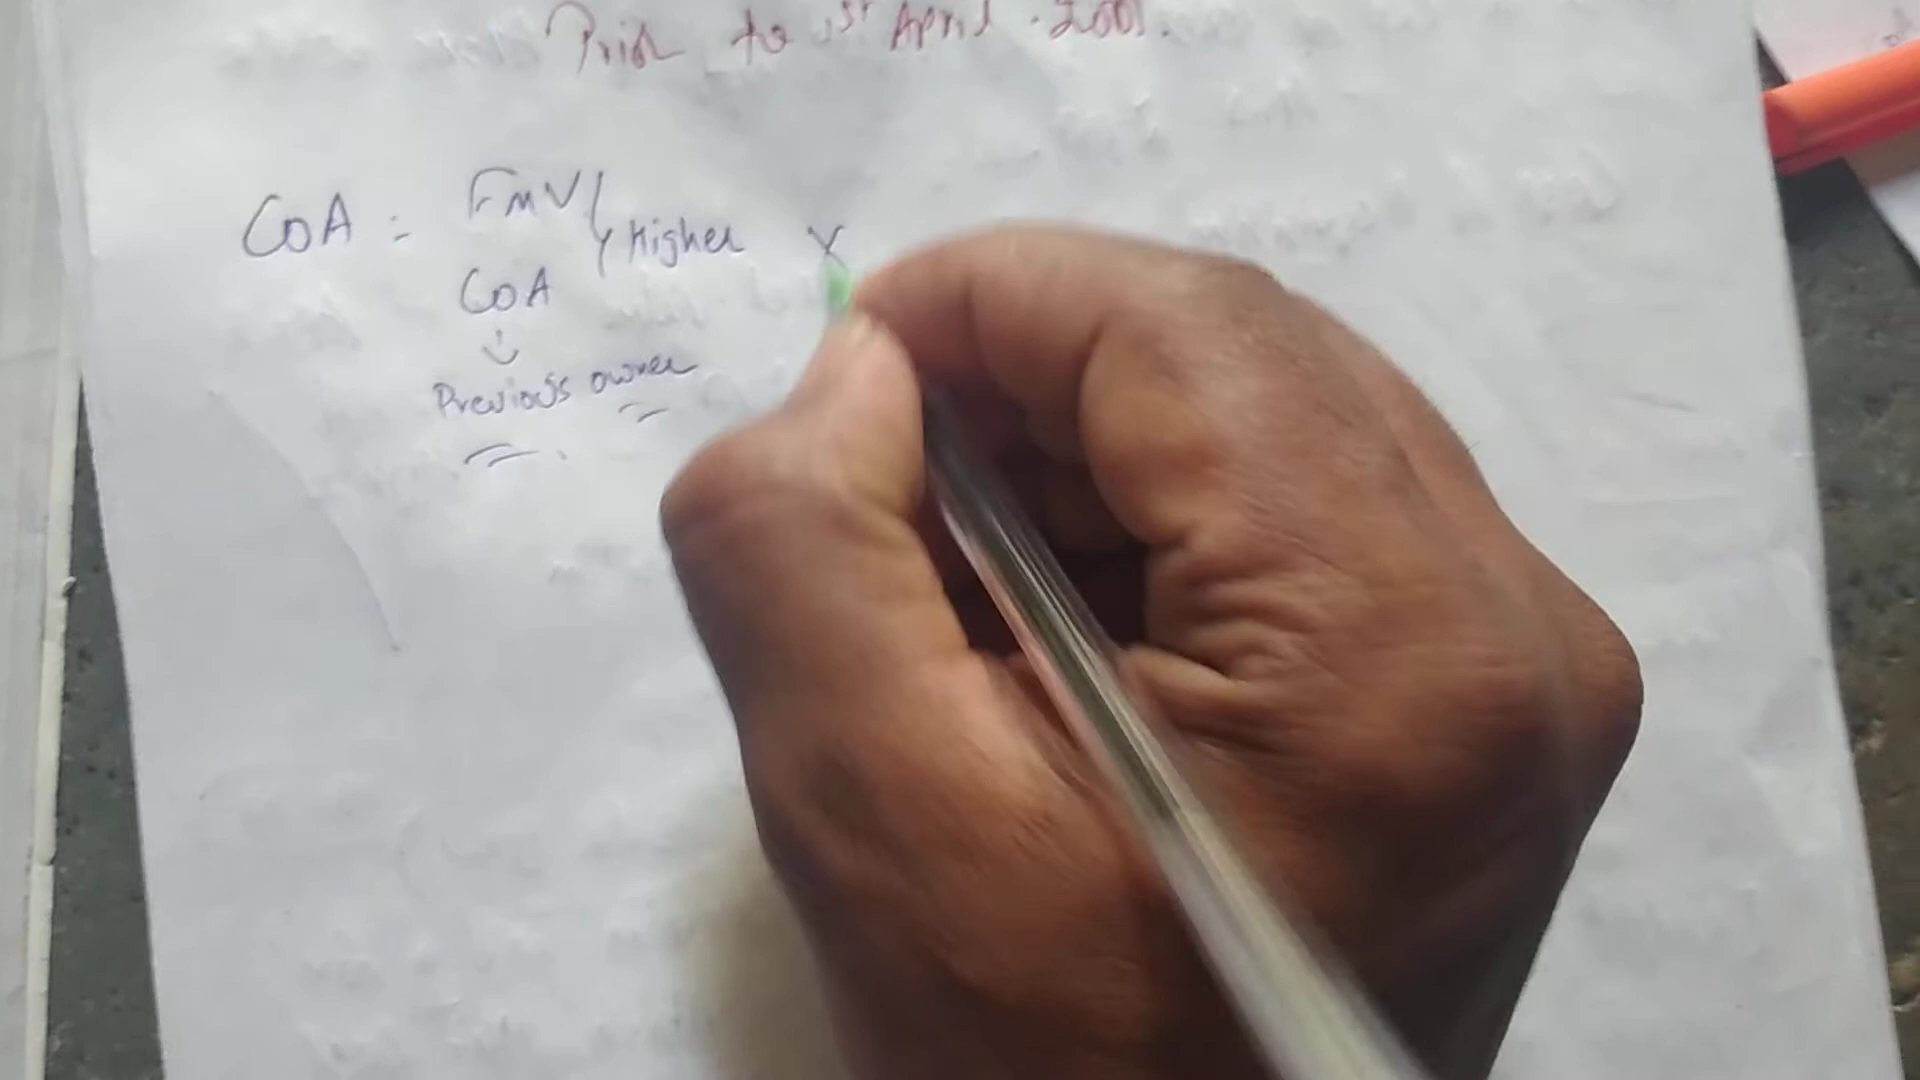 Prior to 1st April .2001.
CoA = FMV / Higher X
CoA
Previous owner